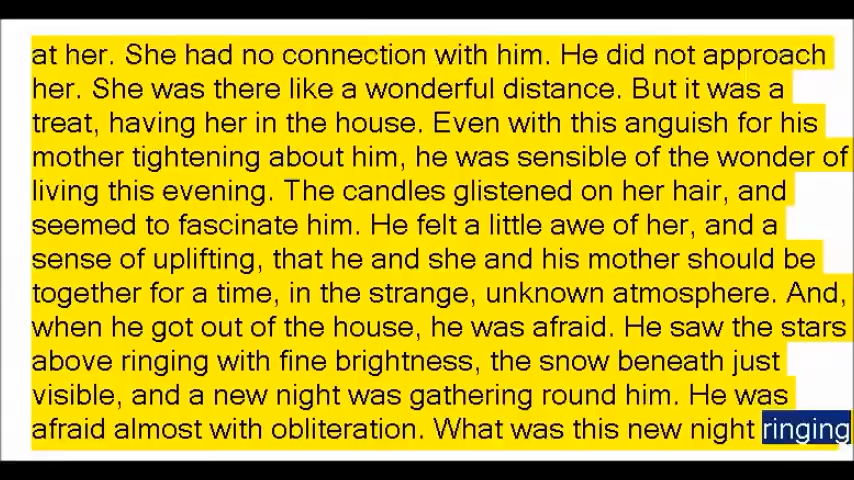 at her. She had no connection with him. He did not approach
her. She was there like a wonderful distance. But it was a
treat, having her in the house. Even with this anguish for his
mother tightening about him, he was sensible of the wonder of
living this evening. The candles glistened on her hair, and
seemed to fascinate him. He felt a little awe of her, and a
sense of uplifting, that he and she and his mother should be
together for a time, in the strange, unknown atmosphere. And,
when he got out of the house, he was afraid. He saw the stars
above ringing with fine brightness, the snow beneath just
visible, and a new night was gathering round him. He was
afraid almost with obliteration. What was this new night ringing